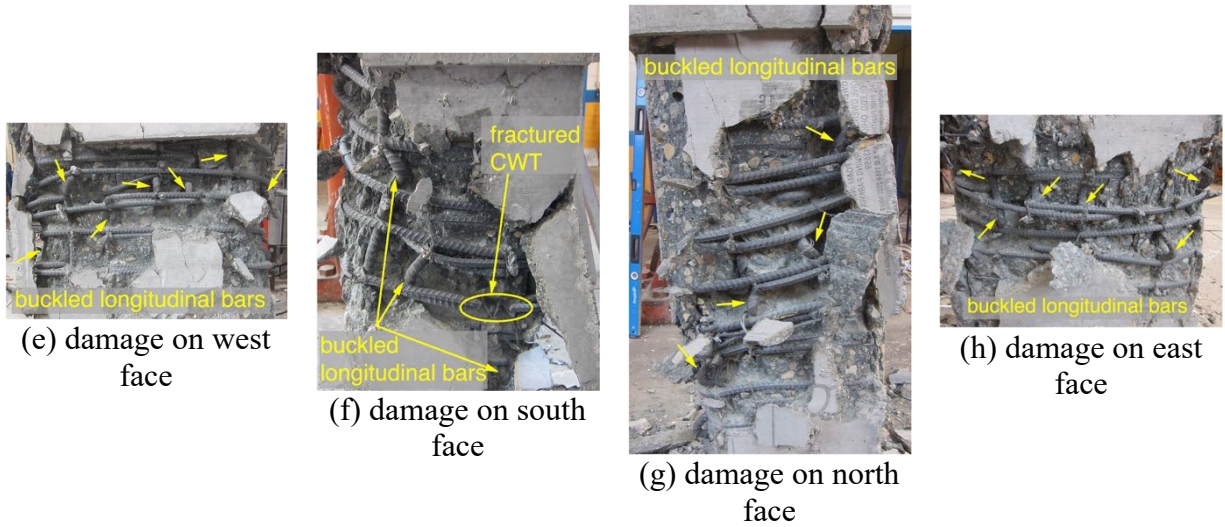 buckled longitudinal bars
(e) damage on west
face
fractured
CWT
buckled
longitudinal bars
(f) damage on south
face
buckled longitudinal bars
(g) damage on north
face
buckled longitudinal bars
(h) damage on east
face